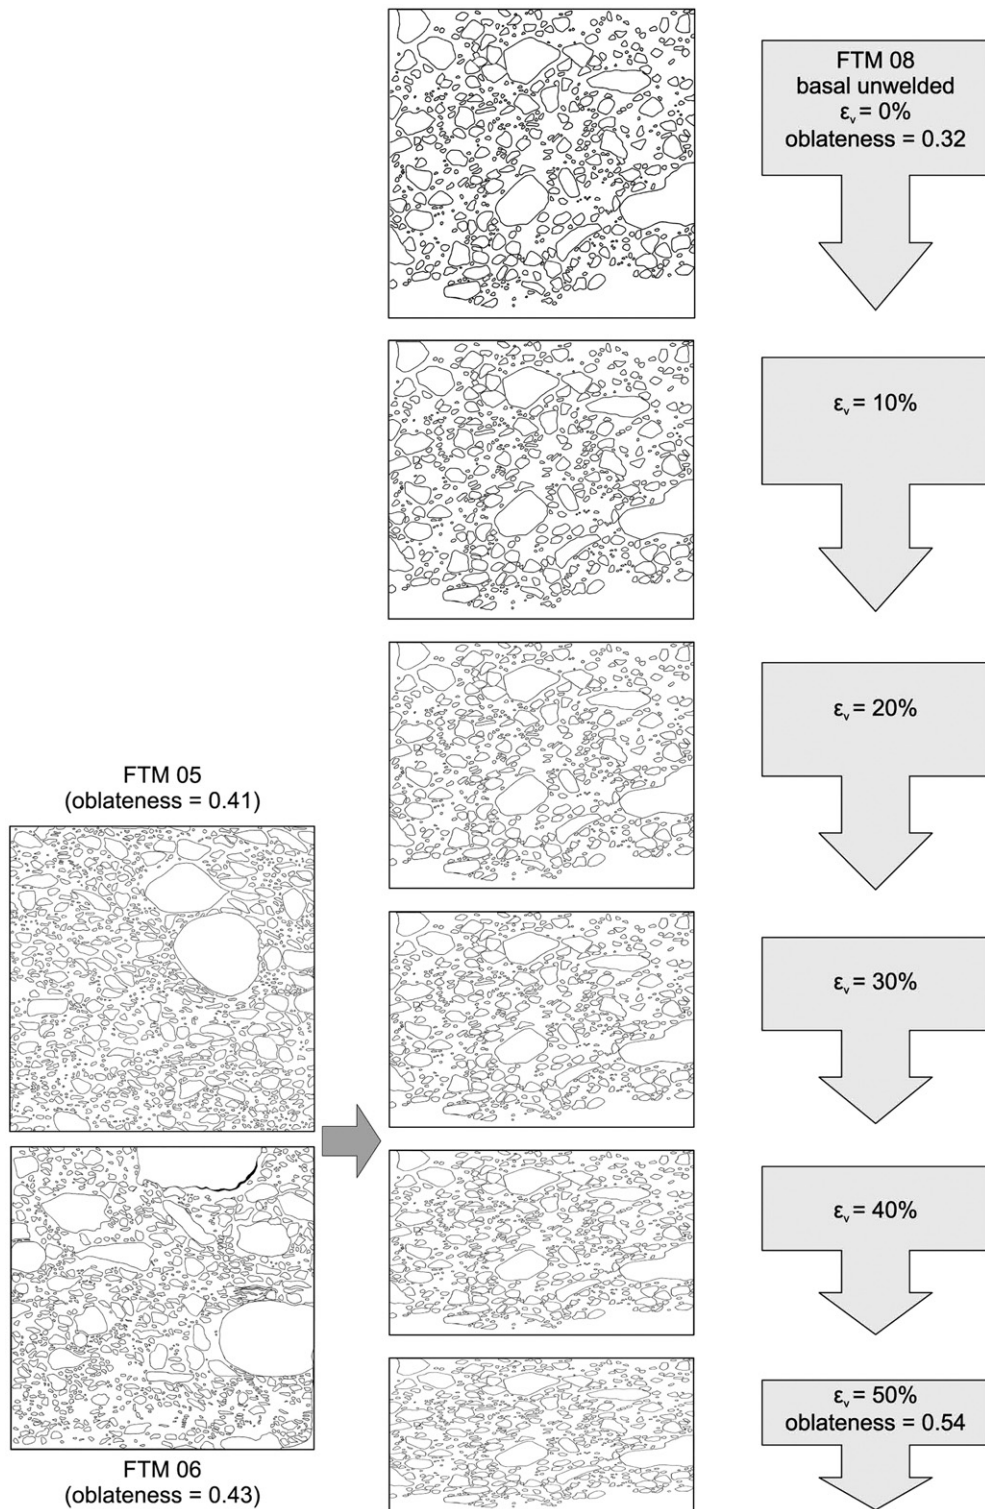 FTM 08
basal unwelded
εᵥ = 0%
oblateness = 0.32
εᵥ = 10%
εᵥ = 20%
εᵥ = 30%
εᵥ = 40%
εᵥ = 50%
oblateness = 0.54
FTM 05
(oblateness = 0.41)
FTM 06
(oblateness = 0.43)